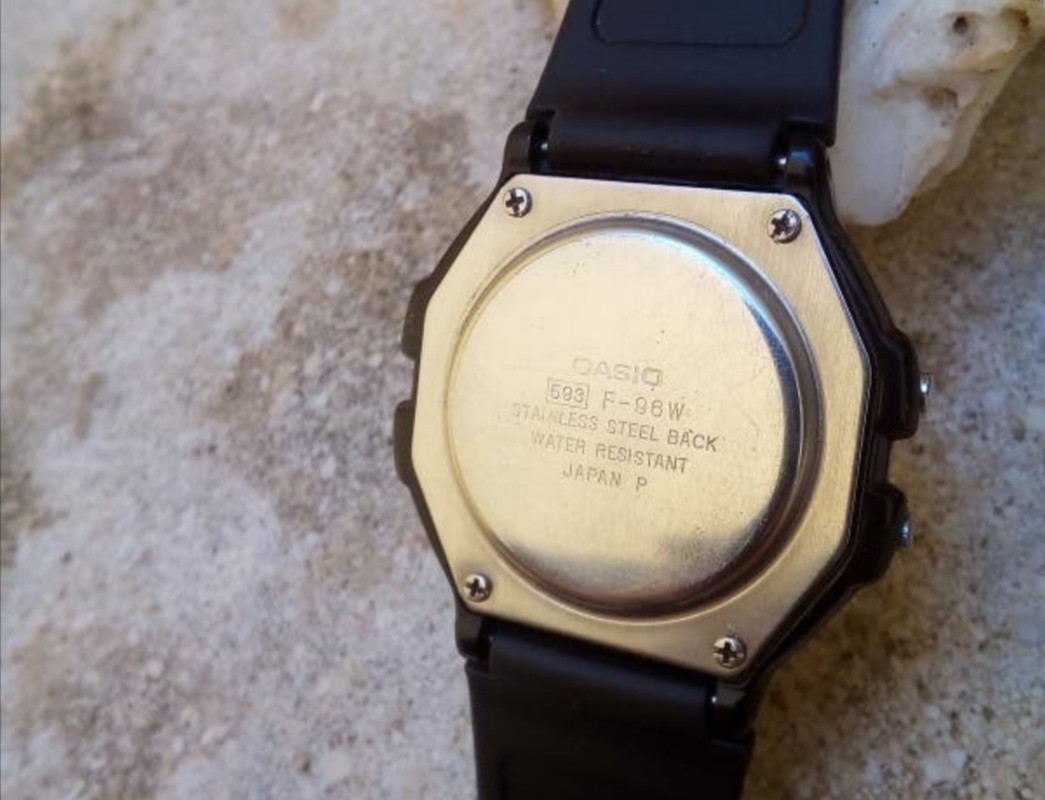 CASIO
593 F-96W
STAINLESS STEEL BACK
WATER RESISTANT
JAPAN P